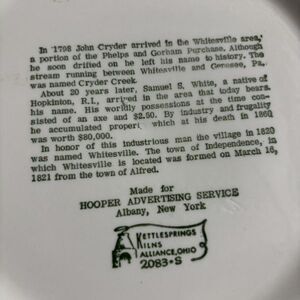 In 1798 John Cryder arrived in the Whitesville area,
a portion of the Phelps and Gorham Purchase. Although
he soon drifted on he left his name to history. The
stream running between Whitesville and Genesee, Pa.
was named Cryder Creek.
About 20 years later, Samuel S. White, a native of
Hopkinton, R.I., arrived in the area that today bears
his name. His worldly possessions at the time con-
sisted of an axe and $2.50. By industry and frugality
he accumulated property which at his death in 1860
was worth $80,000.
In honor of this industrious man the village in 1820
was named Whitesville. The town of Independence, in
which Whitesville is located was formed on March 16,
1821 from the town of Alfred.
Made for
HOOPER ADVERTISING SERVICE
Albany, New York
KETTLESPRINGS
KILNS
ALLIANCE, OHIO
2083-S